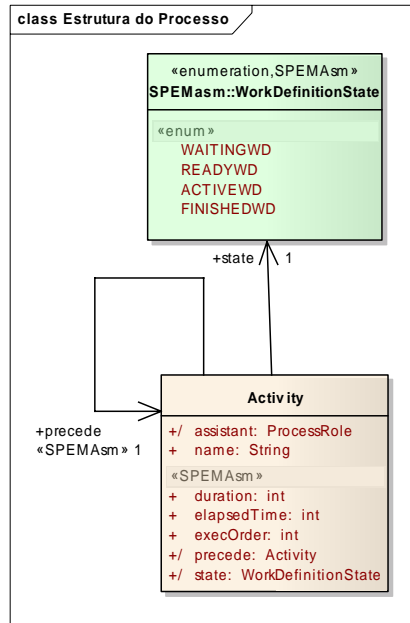 class Estrutura do Processo
«enumeration,SPEMAsm»
SPEMasm::WorkDefinitionState
«enum»
WAITINGWD
READYWD
ACTIVEWD
FINISHEDWD
+state 1
Activity
+/ assistant: ProcessRole
+ name: String
«SPEMAsm»
+ duration: int
+ elapsedTime: int
+ execOrder: int
+/ precede: Activity
+/ state: WorkDefinitionState
+precede
«SPEMAsm» 1